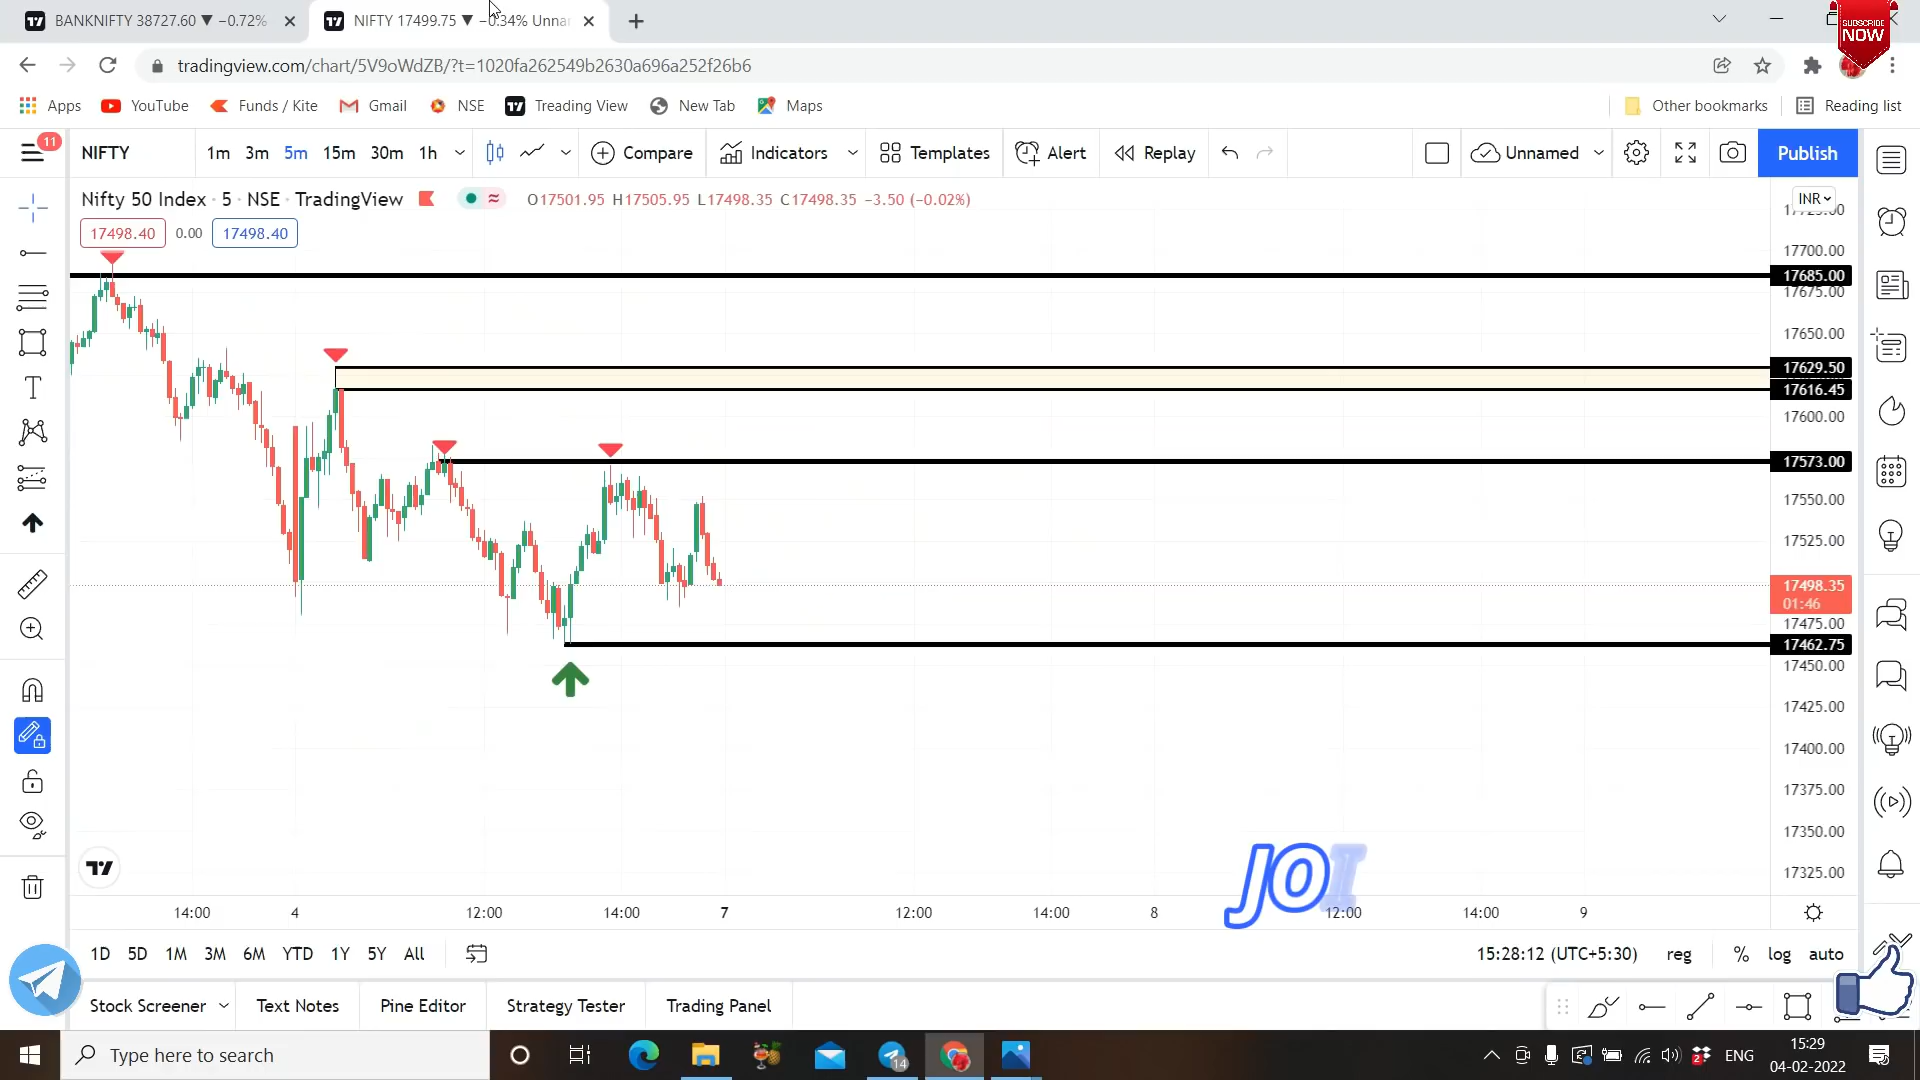 BANKNIFTY 38727.60 ▼ −0.72%
NIFTY 17499.75 ▼ −0.34% Unna
SUBSCRIBE
NOW
tradingview.com/chart/5V9oWdZB/?t=1020fa262549b2630a696a252f26b6
Apps YouTube Funds / Kite Gmail NSE Treading View New Tab Maps Other bookmarks Reading list
11
NIFTY 1m 3m 5m 15m 30m 1h Compare Indicators Templates Alert Replay Unnamed Publish
Nifty 50 Index · 5 · NSE · TradingView O17501.95 H17505.95 L17498.35 C17498.35 −3.50 (−0.02%)
INR
17498.40 0.00 17498.40
17700.00
17685.00
17675.00
17650.00
17629.50
17616.45
17600.00
17573.00
17550.00
17525.00
17498.35
01:46
17475.00
17462.75
17450.00
17425.00
17400.00
17375.00
17350.00
17325.00
JOI
14:00 4 12:00 14:00 7 12:00 14:00 8 12:00 14:00 9
1D 5D 1M 3M 6M YTD 1Y 5Y All 15:28:12 (UTC+5:30) reg % log auto
Stock Screener Text Notes Pine Editor Strategy Tester Trading Panel
Type here to search
14
ENG
15:29
04-02-2022